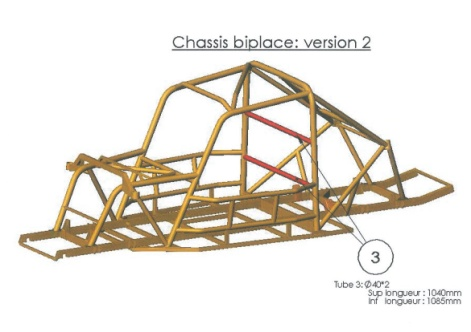 Chassis biplace: version 2
3
Tube 3: Ø40*2
Sup longueur : 1040mm
Inf longueur : 1085mm